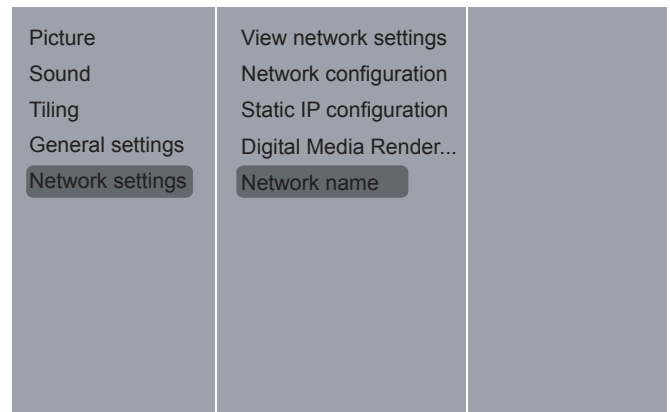 Picture
Sound
Tiling
General settings
Network settings
View network settings
Network configuration
Static IP configuration
Digital Media Render...
Network name